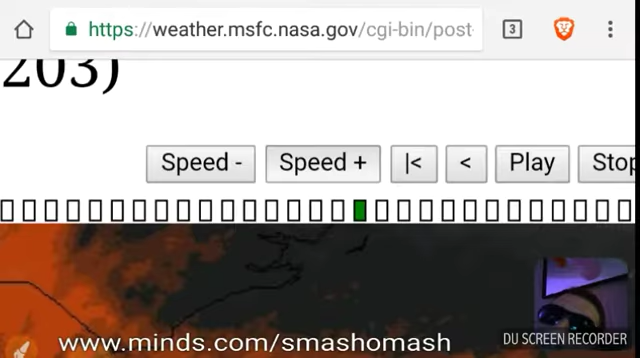 https://weather.msfc.nasa.gov/cgi-bin/post-
3
203)
Speed - Speed + |< < Play Stop
www.minds.com/smashomash
DU SCREEN RECORDER